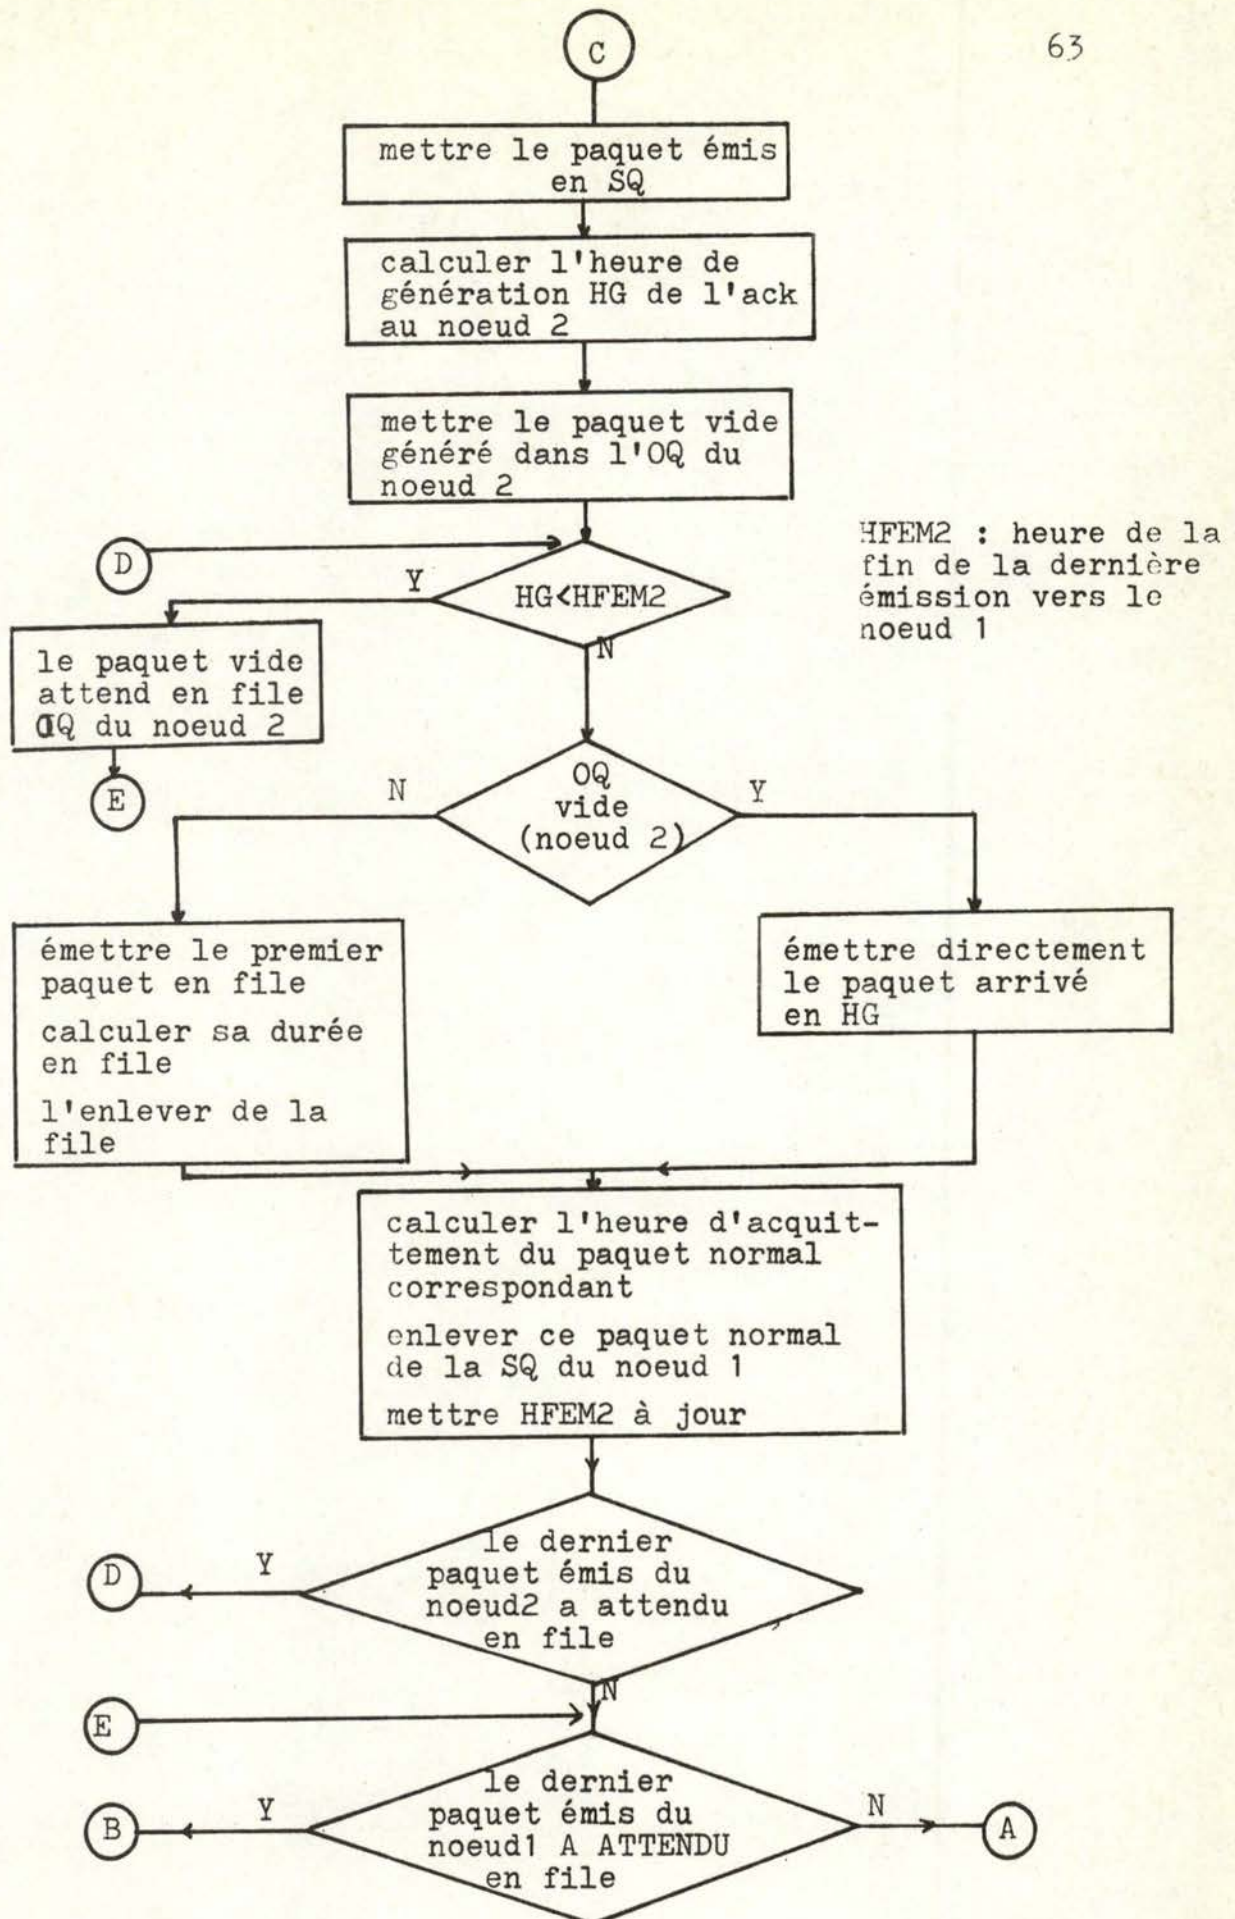 63
C
mettre le paquet émis
en SQ
calculer l'heure de
génération HG de l'ack
au noeud 2
mettre le paquet vide
généré dans l'OQ du
noeud 2
HFEM2 : heure de la
fin de la dernière
émission vers le
noeud 1
D
Y
HG<HFEM2
N
le paquet vide
attend en file
OQ du noeud 2
E
N
OQ
vide
(noeud 2)
Y
émettre le premier
paquet en file
calculer sa durée
en file
l'enlever de la
file
émettre directement
le paquet arrivé
en HG
calculer l'heure d'acquit-
tement du paquet normal
correspondant
enlever ce paquet normal
de la SQ du noeud 1
mettre HFEM2 à jour
D
Y
le dernier
paquet émis du
noeud2 a attendu
en file
N
E
B
Y
le dernier
paquet émis du
noeud1 A ATTENDU
en file
N
A